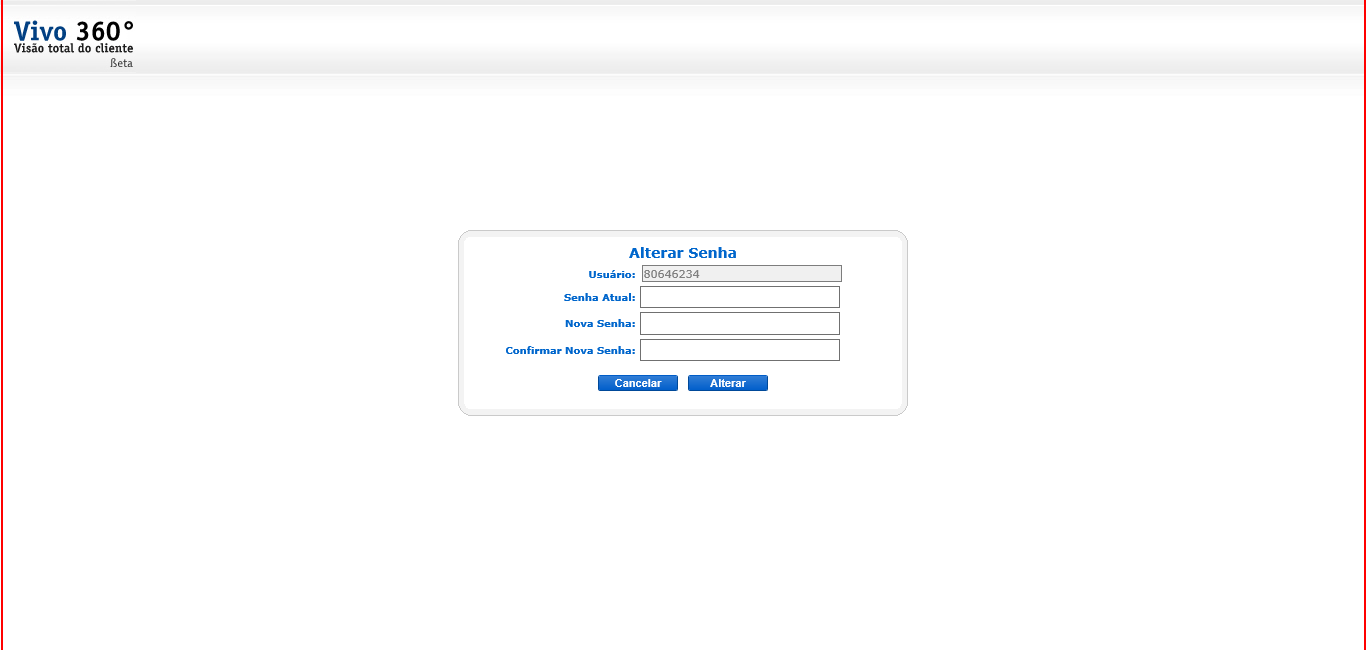 Vivo 360°
Visão total do cliente
ßeta
Alterar Senha
Usuário: 80646234
Senha Atual:
Nova Senha:
Confirmar Nova Senha:
Cancelar Alterar